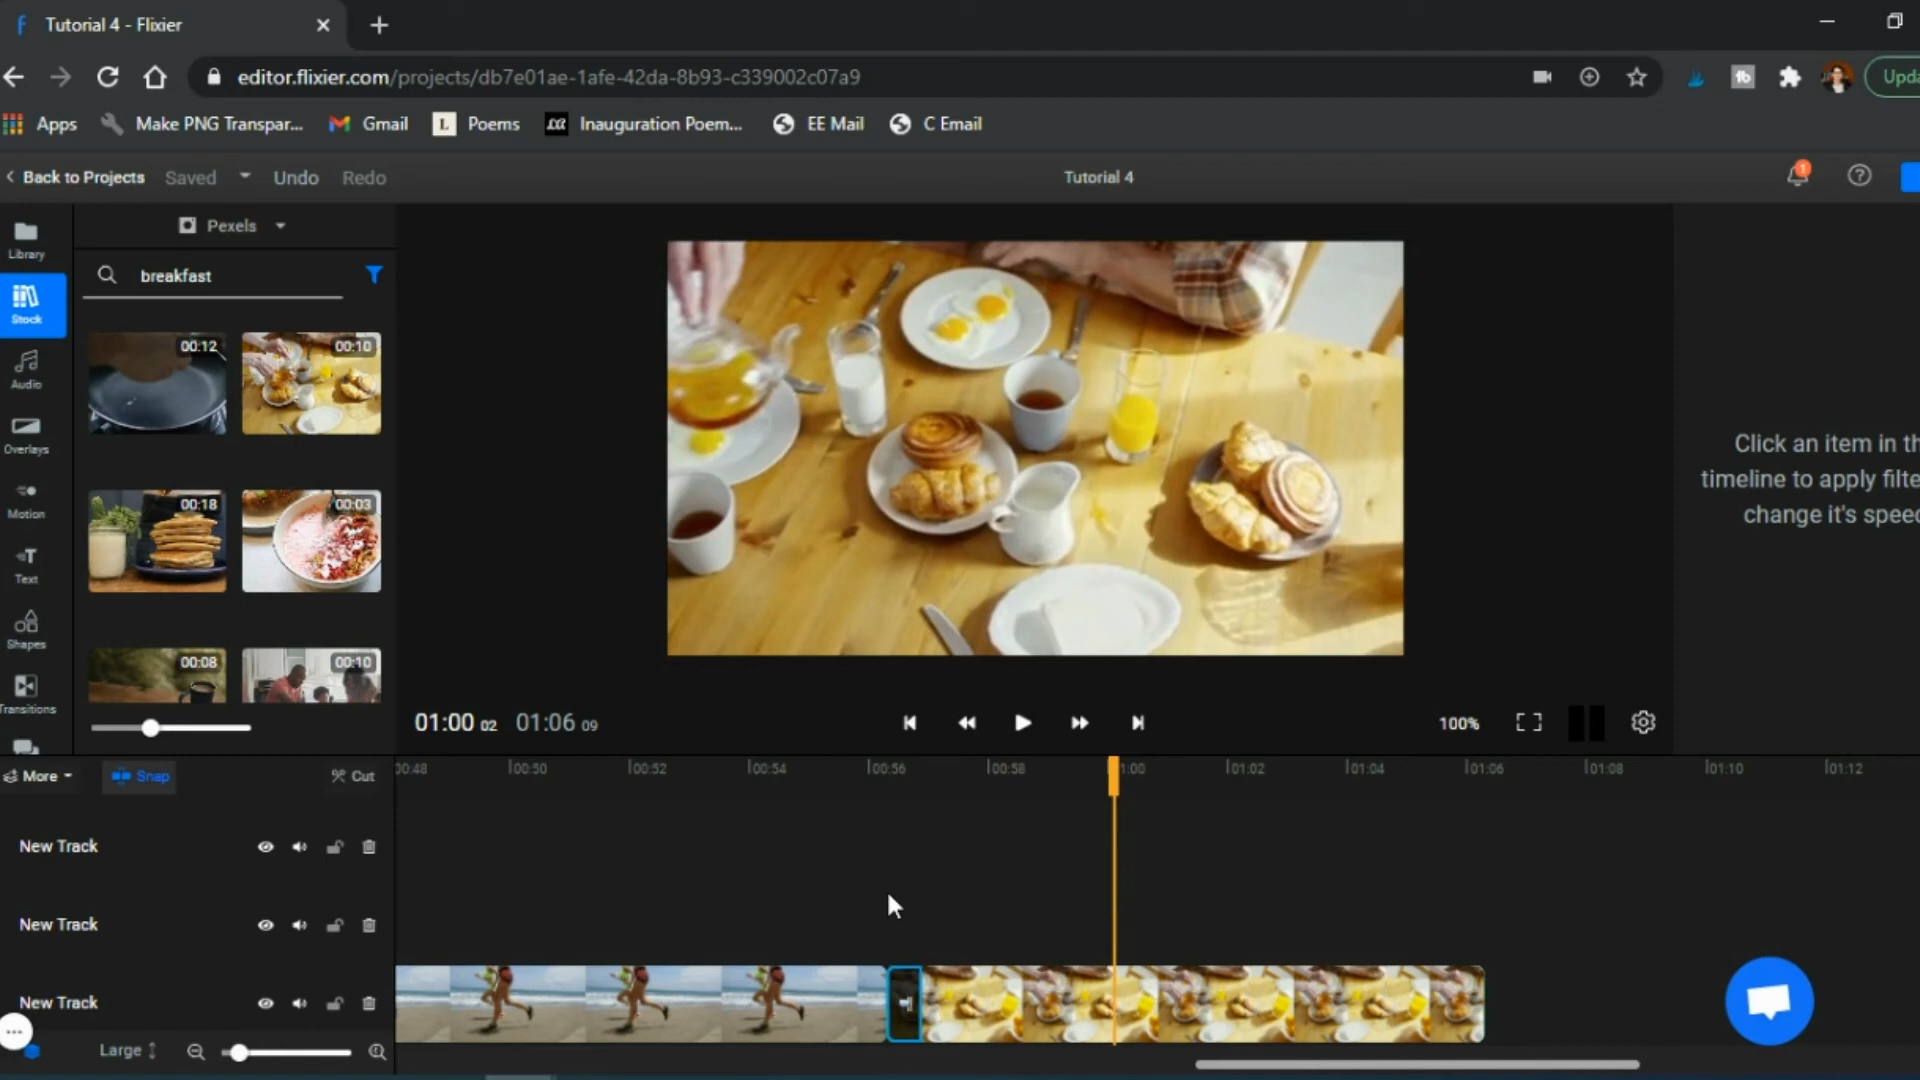 Tutorial 4 - Flixier
editor.flixier.com/projects/db7e01ae-1afe-42da-8b93-c339002c07a9
Upda
Apps
Make PNG Transpar...
Gmail
L Poems
Inauguration Poem...
EE Mail
C Email
Back to Projects
Saved
Undo
Redo
Tutorial 4
1
Library
Stock
Audio
Overlays
Motion
Text
Shapes
Transitions
Pexels
breakfast
00:12
00:10
00:18
00:03
00:08
00:10
Click an item in th
timeline to apply filte
change it's speed
01:00 02 01:06 09
100%
More
Snap
Cut
00:48 00:50 00:52 00:54 00:56 00:58 1:00 01:02 01:04 01:06 01:08 01:10 01:12
New Track
New Track
New Track
Large